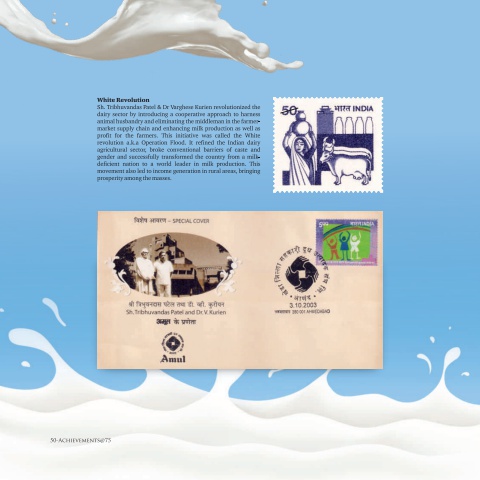 White Revolution
Sh. Tribhuvandas Patel & Dr Varghese Kurien revolutionized the
dairy sector by introducing a cooperative approach to harness
animal husbandry and eliminating the middleman in the farmer-
market supply chain and enhancing milk production as well as
profit for the farmers. This initiative was called the White
revolution a.k.a Operation Flood. It refined the Indian dairy
agricultural sector, broke conventional barriers of caste and
gender and successfully transformed the country from a milk-
deficient nation to a world leader in milk production. This
movement also led to income generation in rural areas, bringing
prosperity among the masses.
50 भारत INDIA
विशेष आवरण – SPECIAL COVER
भारत INDIA
श्री त्रिभुवनदास पटेल तथा डॉ. व्ही. कुरीयन
Sh. Tribhuvandas Patel and Dr. V. Kurien
अमूल के प्रणेता
Amul
3.10.2003
50-Achievements@75